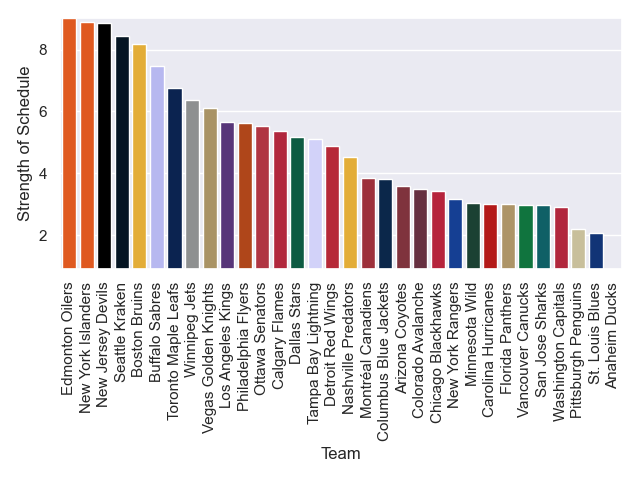 Strength of Schedule
8
6
4
2
Edmonton Oilers
New York Islanders
New Jersey Devils
Seattle Kraken
Boston Bruins
Buffalo Sabres
Toronto Maple Leafs
Winnipeg Jets
Vegas Golden Knights
Los Angeles Kings
Philadelphia Flyers
Ottawa Senators
Calgary Flames
Dallas Stars
Tampa Bay Lightning
Detroit Red Wings
Nashville Predators
Montréal Canadiens
Columbus Blue Jackets
Arizona Coyotes
Colorado Avalanche
Chicago Blackhawks
New York Rangers
Minnesota Wild
Carolina Hurricanes
Florida Panthers
Vancouver Canucks
San Jose Sharks
Washington Capitals
Pittsburgh Penguins
St. Louis Blues
Anaheim Ducks
Team